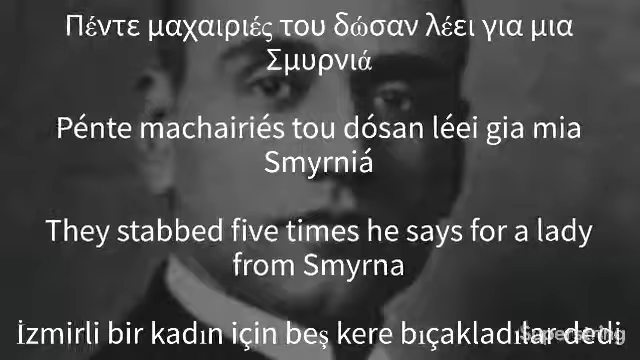 Πέντε μαχαιριές του δώσαν λέει για μια
Σμυρνιά
Pénte machairiés tou dósan léei gia mia
Smyrniá
They stabbed five times he says for a lady
from Smyrna
İzmirli bir kadın için beş kere bıçakladılar dedi
Superstring